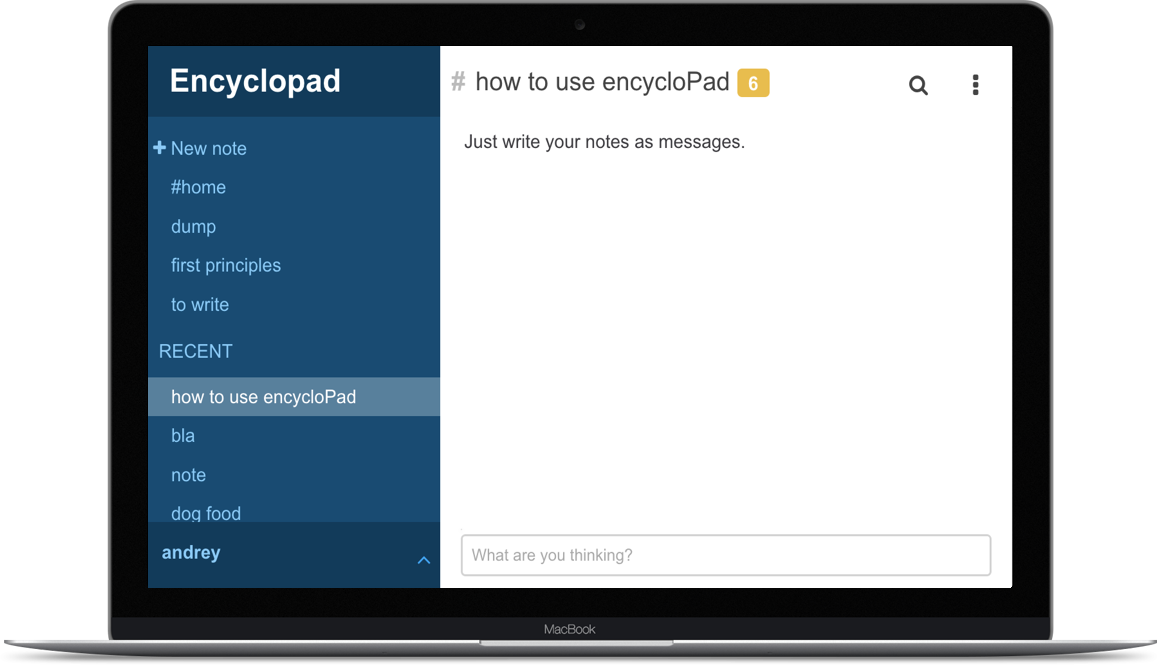 Encyclopad
+ New note
#home
dump
first principles
to write
RECENT
how to use encycloPad
bla
note
dog food
andrey
# how to use encycloPad 6
Just write your notes as messages.
What are you thinking?
MacBook